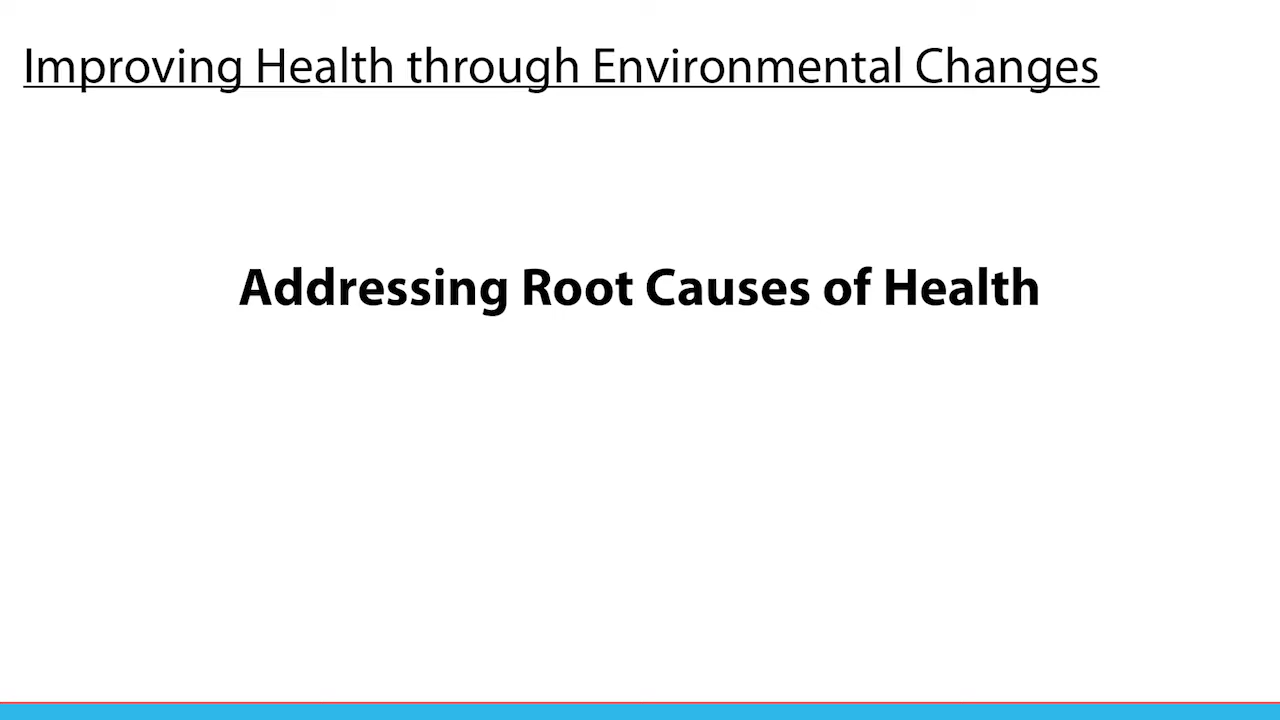 Improving Health through Environmental Changes
Addressing Root Causes of Health